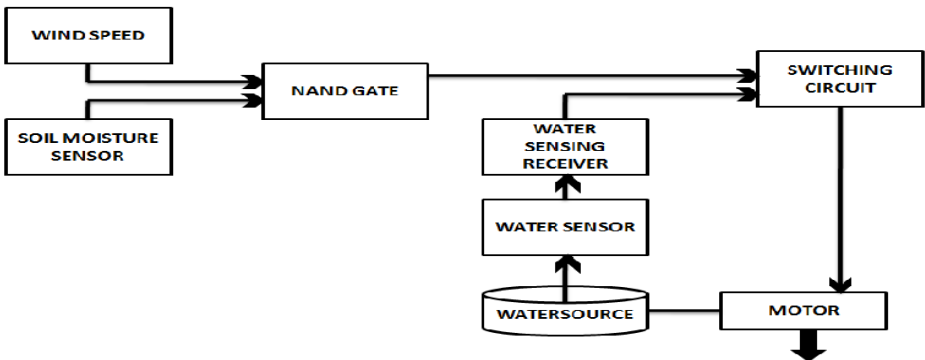 WIND SPEED
NAND GATE
SOIL MOISTURE
SENSOR
SWITCHING
CIRCUIT
WATER
SENSING
RECEIVER
WATER SENSOR
WATERSOURCE
MOTOR